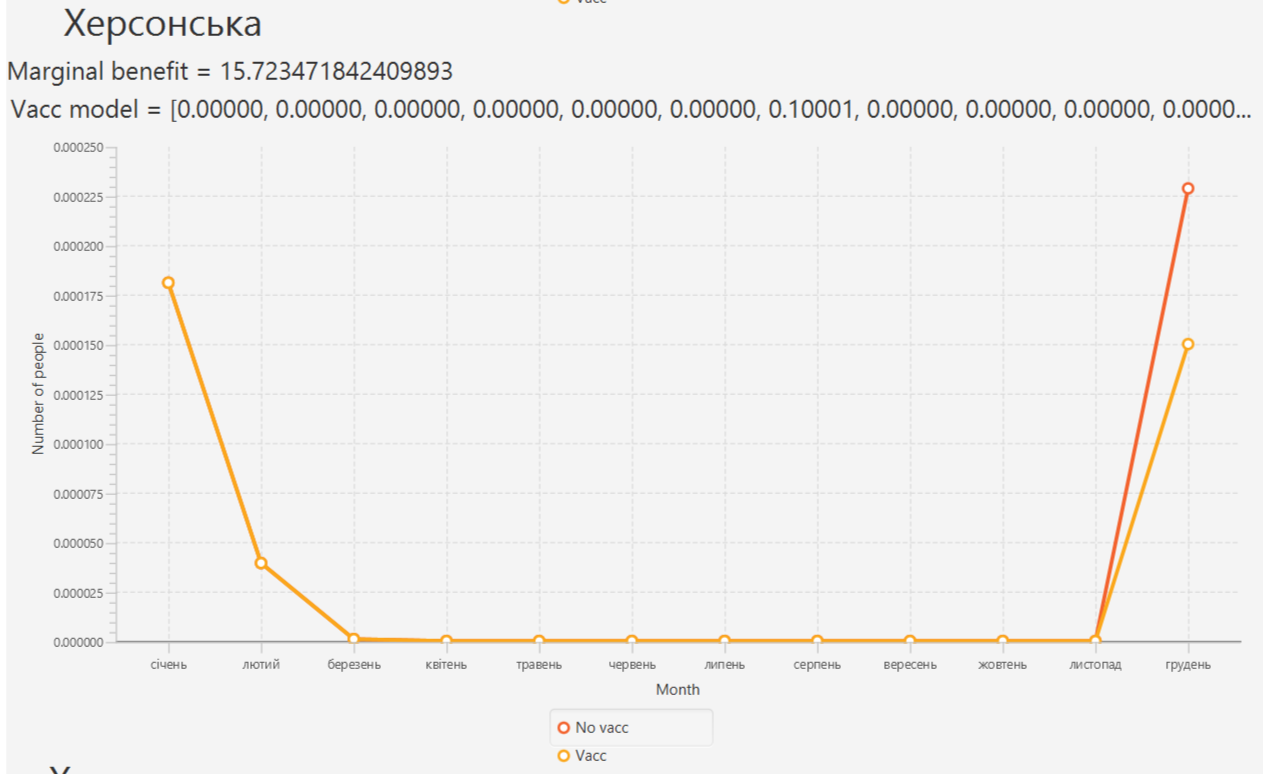 Vacc
Херсонська
Marginal benefit = 15.723471842409893
Vacc model = [0.00000, 0.00000, 0.00000, 0.00000, 0.00000, 0.00000, 0.10001, 0.00000, 0.00000, 0.00000, 0.0000...
0.000250
0.000225
0.000200
0.000175
0.000150
0.000125
0.000100
0.000075
0.000050
0.000025
0.000000
Number of people
січень лютий березень квітень травень червень липень серпень вересень жовтень листопад грудень
Month
No vacc
Vacc